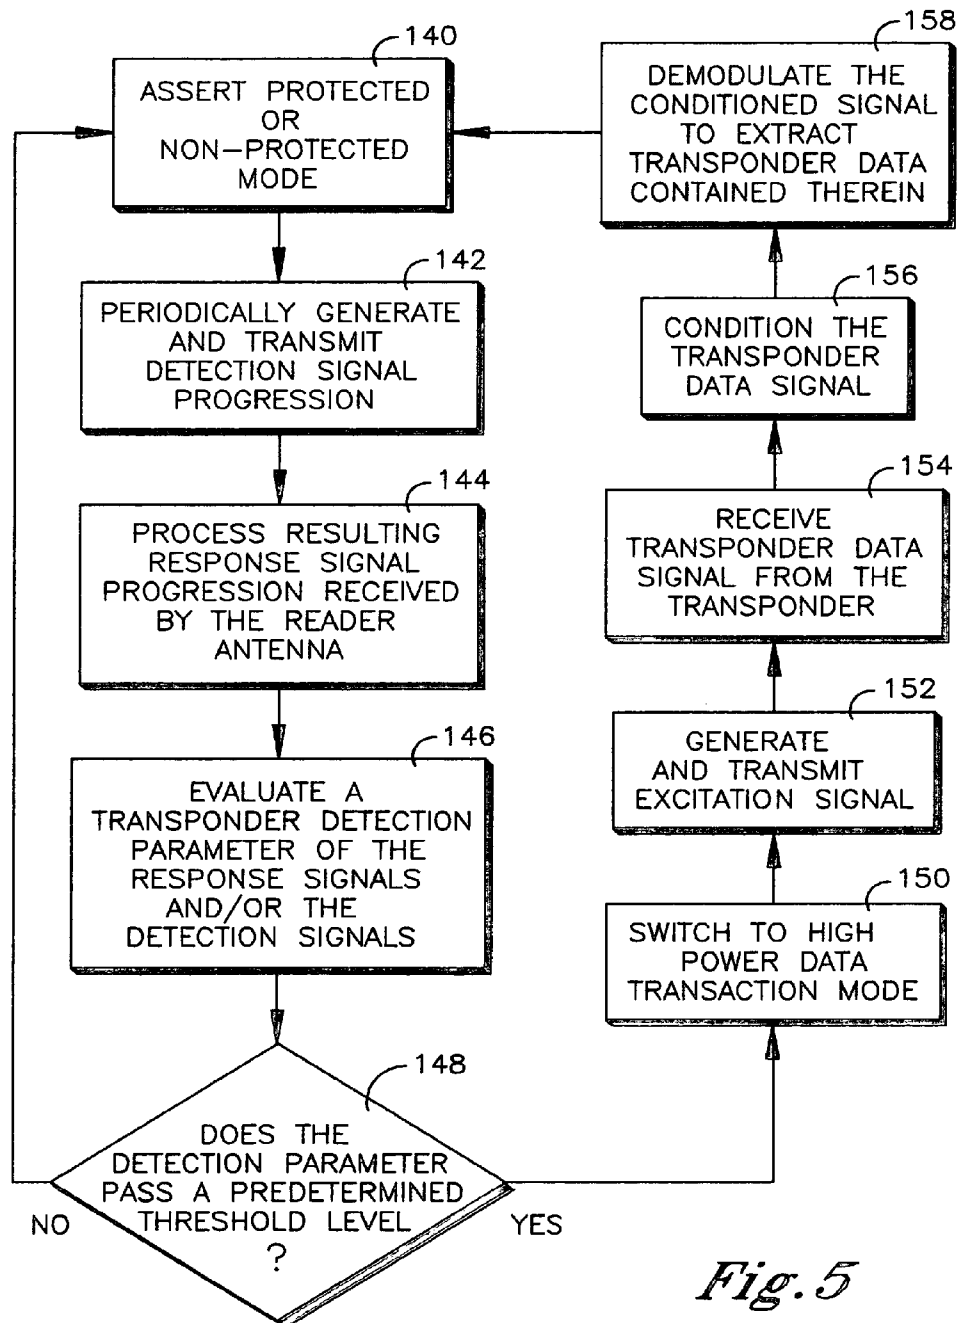 140
ASSERT PROTECTED
OR
NON-PROTECTED
MODE
142
PERIODICALLY GENERATE
AND TRANSMIT
DETECTION SIGNAL
PROGRESSION
144
PROCESS RESULTING
RESPONSE SIGNAL
PROGRESSION RECEIVED
BY THE READER
ANTENNA
146
EVALUATE A
TRANSPONDER DETECTION
PARAMETER OF THE
RESPONSE SIGNALS
AND/OR THE
DETECTION SIGNALS
148
DOES THE
DETECTION PARAMETER
PASS A PREDETERMINED
THRESHOLD LEVEL
?
NO
YES
150
SWITCH TO HIGH
POWER DATA
TRANSACTION MODE
152
GENERATE
AND TRANSMIT
EXCITATION SIGNAL
154
RECEIVE
TRANSPONDER DATA
SIGNAL FROM THE
TRANSPONDER
156
CONDITION THE
TRANSPONDER
DATA SIGNAL
158
DEMODULATE THE
CONDITIONED SIGNAL
TO EXTRACT
TRANSPONDER DATA
CONTAINED THEREIN
Fig. 5